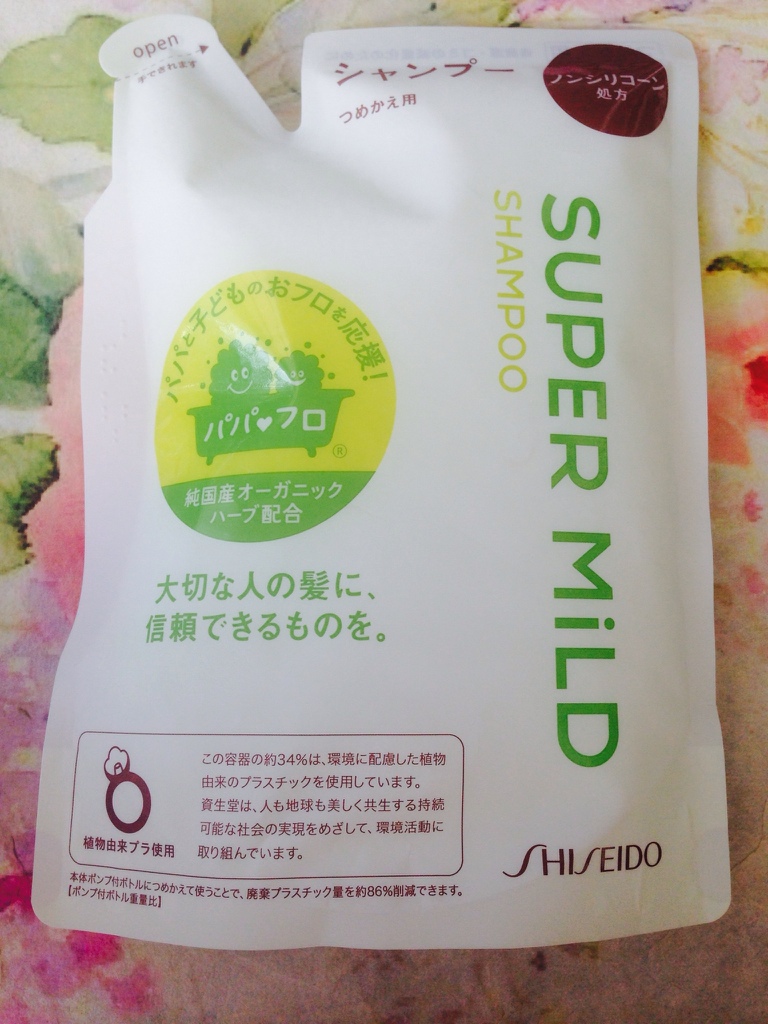 open
手で切れます
シャンプー
つめかえ用
ノンシリコーン
処方
SUPER MiLD
SHAMPOO
パパと子どものおフロを応援!
パパ♥フロ
®
純国産オーガニック
ハーブ配合
大切な人の髪に、
信頼できるものを。
この容器の約34%は、環境に配慮した植物
由来のプラスチックを使用しています。
資生堂は、人も地球も美しく共生する持続
可能な社会の実現をめざして、環境活動に
取り組んでいます。
植物由来プラ使用
SHISEIDO
本体ポンプ付ボトルにつめかえて使うことで、廃棄プラスチック量を約86%削減できます。
【ポンプ付ボトル重量比】